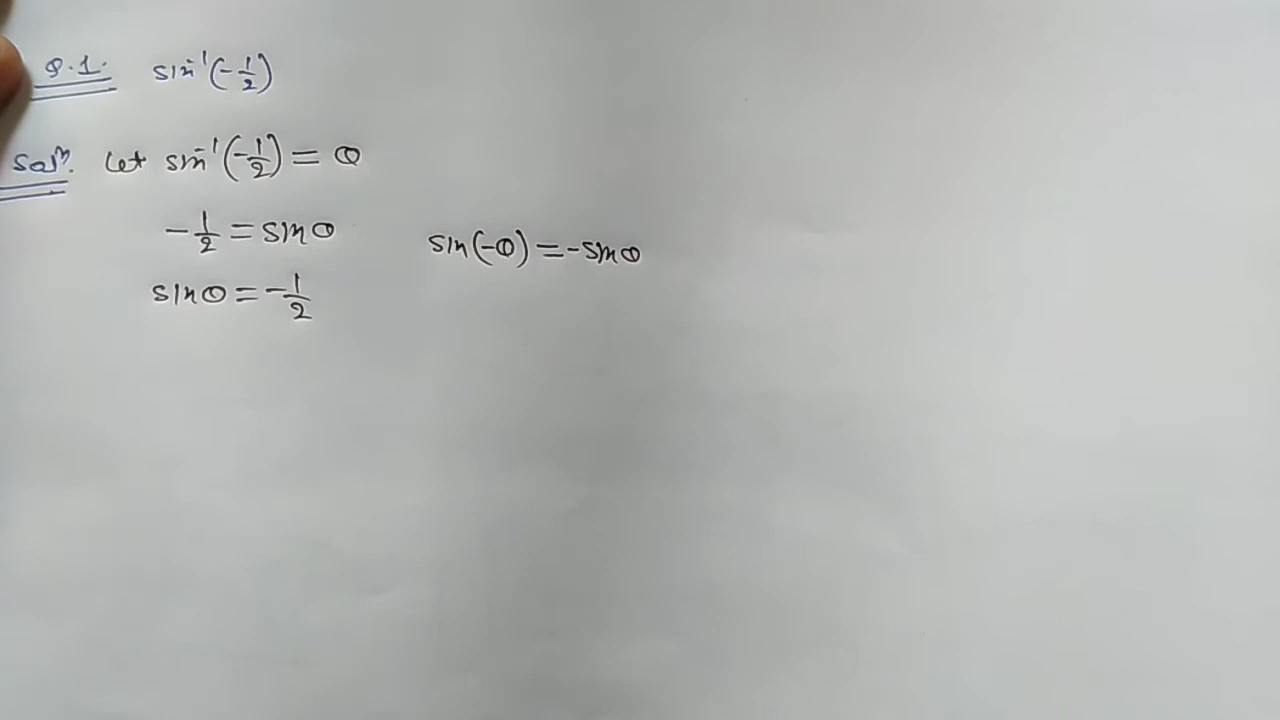 Q.1. sin⁻¹(-1/2)
Solⁿ. Let sin⁻¹(-1/2) = θ
-1/2 = sinθ
sin(-θ) = -sinθ
sinθ = -1/2